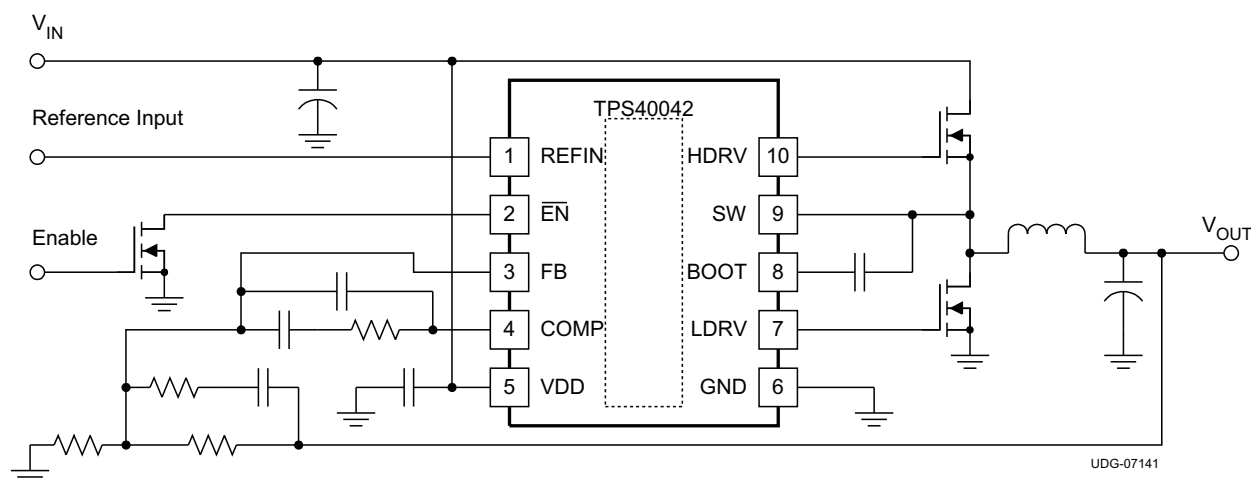 V_IN
TPS40042
Reference Input
1 REFIN HDRV 10
2 E̅N̅ SW 9
Enable
V_OUT
3 FB BOOT 8
4 COMP LDRV 7
5 VDD GND 6
UDG-07141